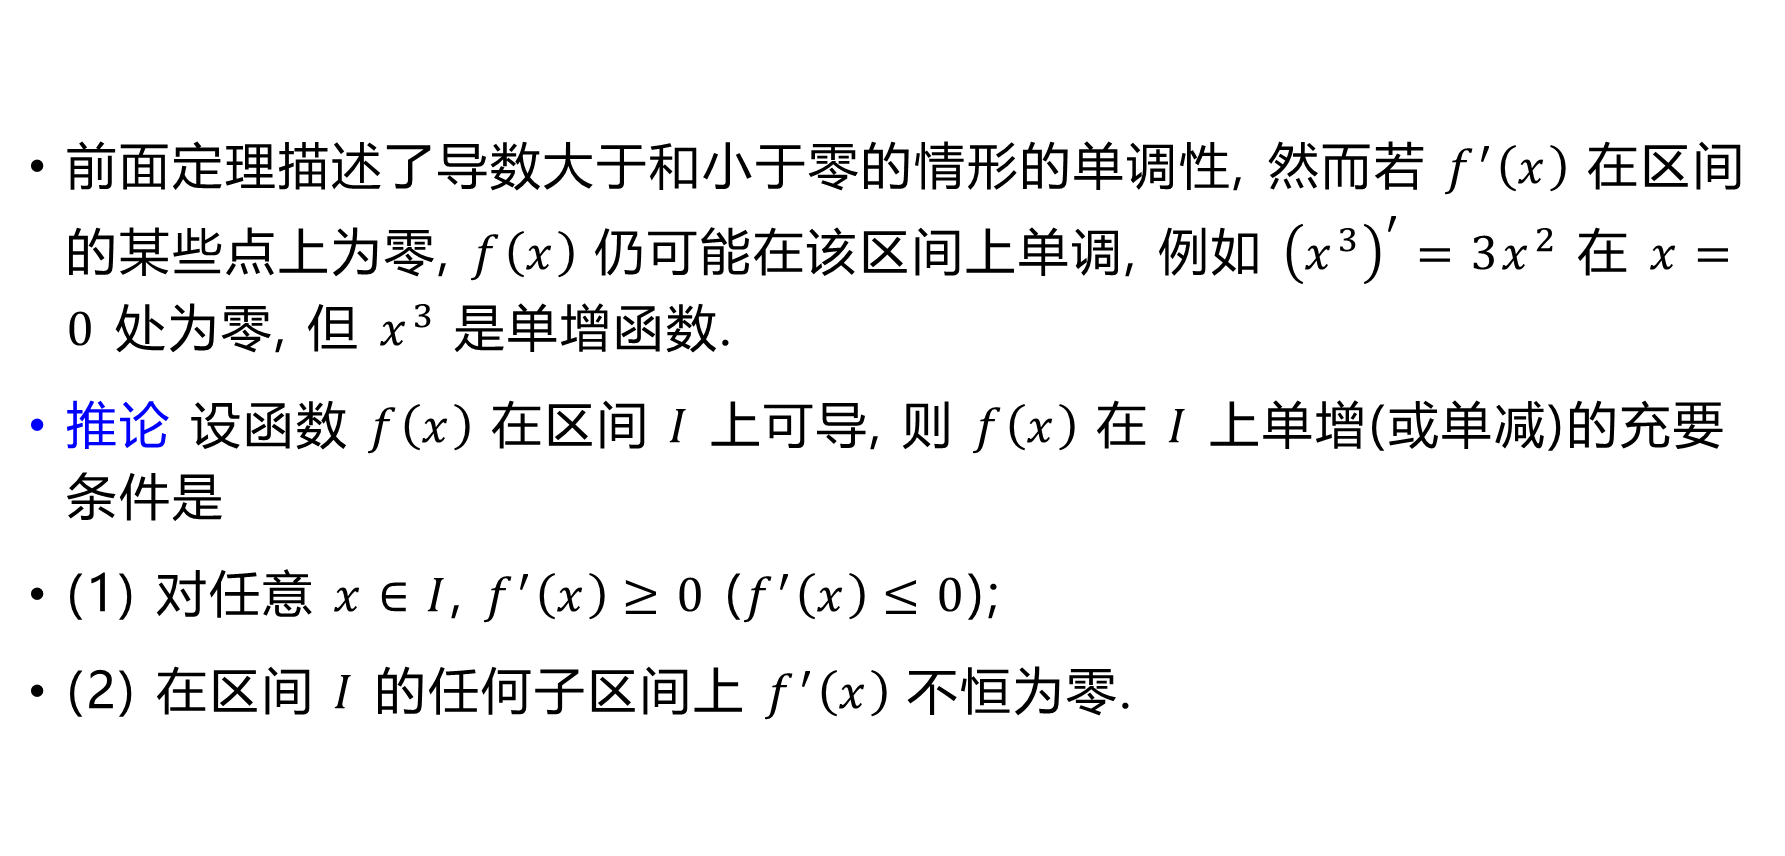 • 前面定理描述了导数大于和小于零的情形的单调性, 然而若 f′(x) 在区间
的某些点上为零, f(x) 仍可能在该区间上单调, 例如 (x³)′ = 3x² 在 x =
0 处为零, 但 x³ 是单增函数.
• 推论 设函数 f(x) 在区间 I 上可导, 则 f(x) 在 I 上单增(或单减)的充要
条件是
• (1) 对任意 x ∈ I, f′(x) ≥ 0 (f′(x) ≤ 0);
• (2) 在区间 I 的任何子区间上 f′(x) 不恒为零.